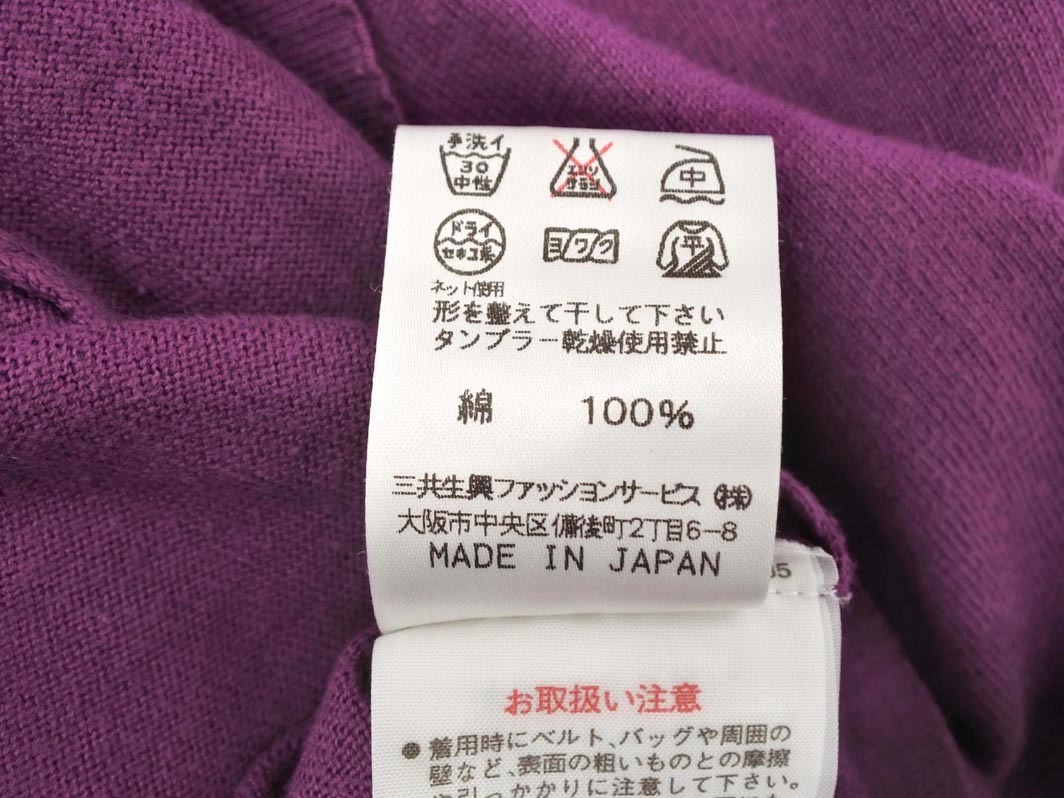 手洗イ
30
中性
エンソ
サラシ
中
ドライ
セキユ系
ヨワク
平
ネット使用
形を整えて干して下さい
タンブラー乾燥使用禁止
綿 100%
三共生興ファッションサービス㈱
大阪市中央区備後町2丁目6-8
MADE IN JAPAN
お取扱い注意
●着用時にベルト、バッグや周囲の
壁など、表面の粗いものとの摩擦
や引っかかりに注意して下さい。